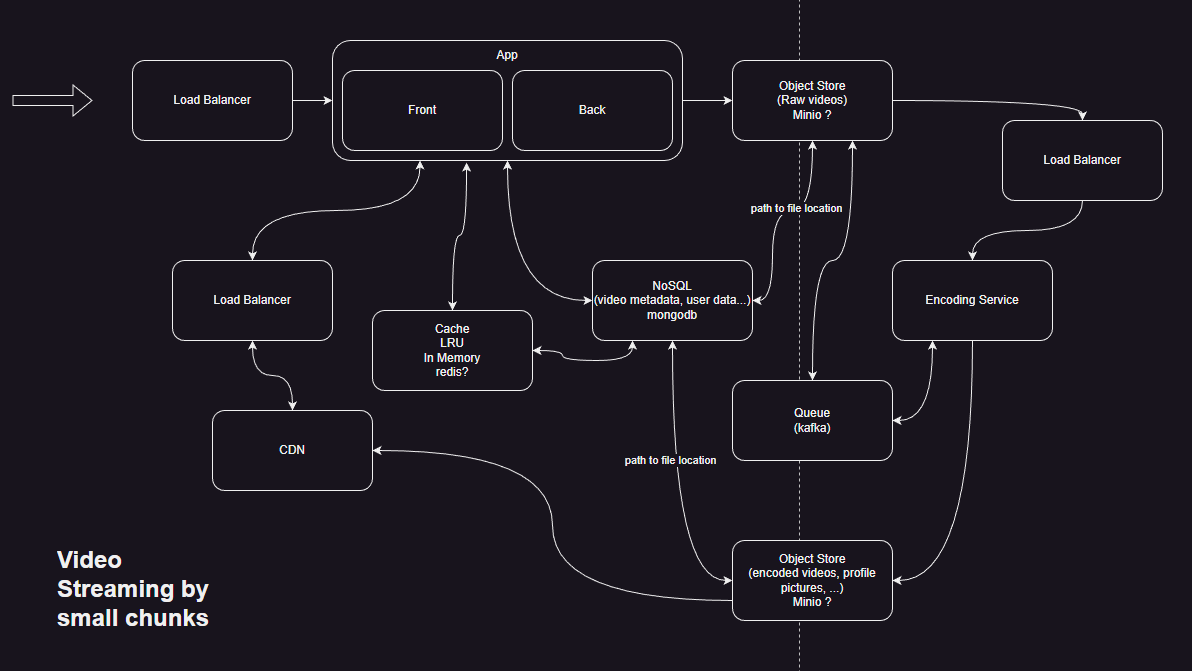 App
Load Balancer
Front
Back
Object Store
(Raw videos)
Minio ?
Load Balancer
path to file location
Load Balancer
NoSQL
(video metadata, user data...)
mongodb
Encoding Service
Cache
LRU
In Memory
redis?
Queue
(kafka)
CDN
path to file location
Object Store
(encoded videos, profile
pictures, ...)
Minio ?
Video
Streaming by
small chunks